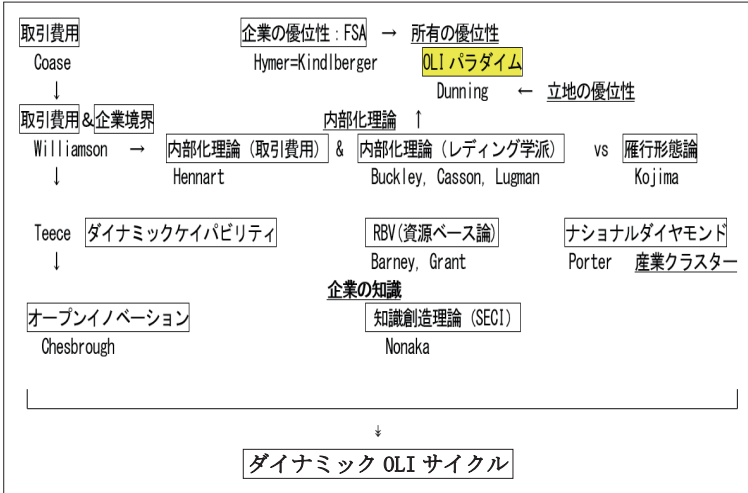 取引費用 企業の優位性：FSA → 所有の優位性
Coase Hymer=Kindlberger OLIパラダイム
↓ Dunning ← 立地の優位性
取引費用&企業境界 内部化理論 ↑
Williamson → 内部化理論（取引費用） & 内部化理論（レディング学派） vs 雁行形態論
↓ Hennart Buckley, Casson, Lugman Kojima
Teece ダイナミックケイパビリティ RBV(資源ベース論) ナショナルダイヤモンド
↓ Barney, Grant Porter 産業クラスター
企業の知識
オープンイノベーション 知識創造理論（SECI）
Chesbrough Nonaka
↡
ダイナミック OLI サイクル